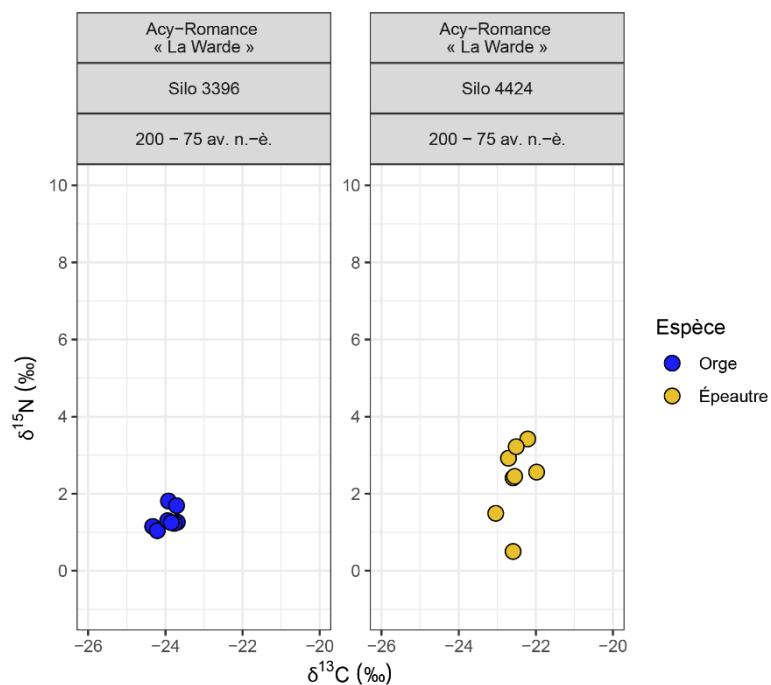 Acy−Romance
« La Warde »
Silo 3396
200 − 75 av. n.−è.
Acy−Romance
« La Warde »
Silo 4424
200 − 75 av. n.−è.
10
8
6
4
2
0
δ¹⁵N (‰)
−26
−24
−22
−20
−26
−24
−22
−20
δ¹³C (‰)
Espèce
Orge
Épeautre